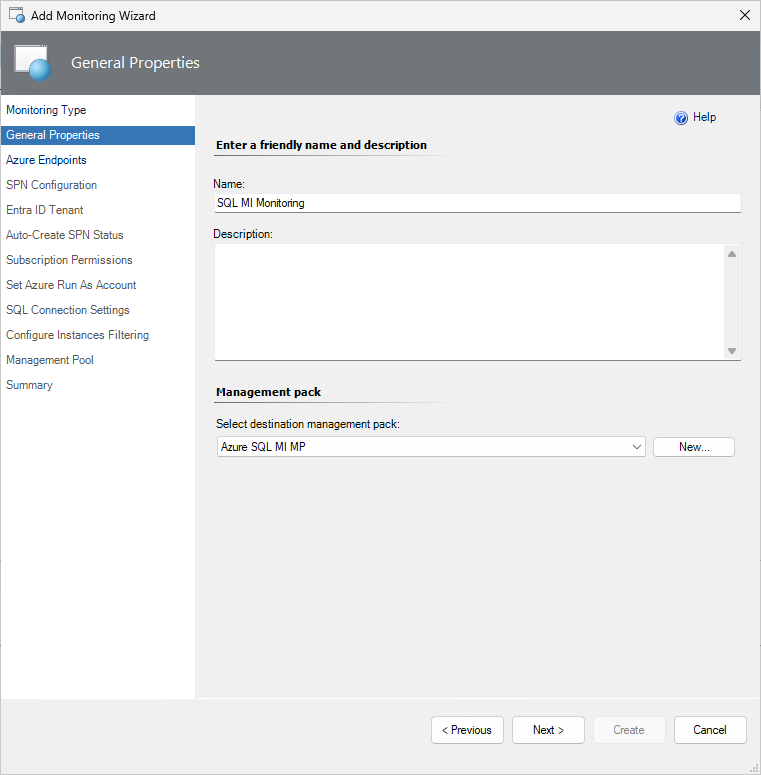 Add Monitoring Wizard
General Properties
Monitoring Type
General Properties
Azure Endpoints
SPN Configuration
Entra ID Tenant
Auto-Create SPN Status
Subscription Permissions
Set Azure Run As Account
SQL Connection Settings
Configure Instances Filtering
Management Pool
Summary
? Help
Enter a friendly name and description
Name:
SQL MI Monitoring
Description:
Management pack
Select destination management pack:
Azure SQL MI MP
New...
< Previous
Next >
Create
Cancel